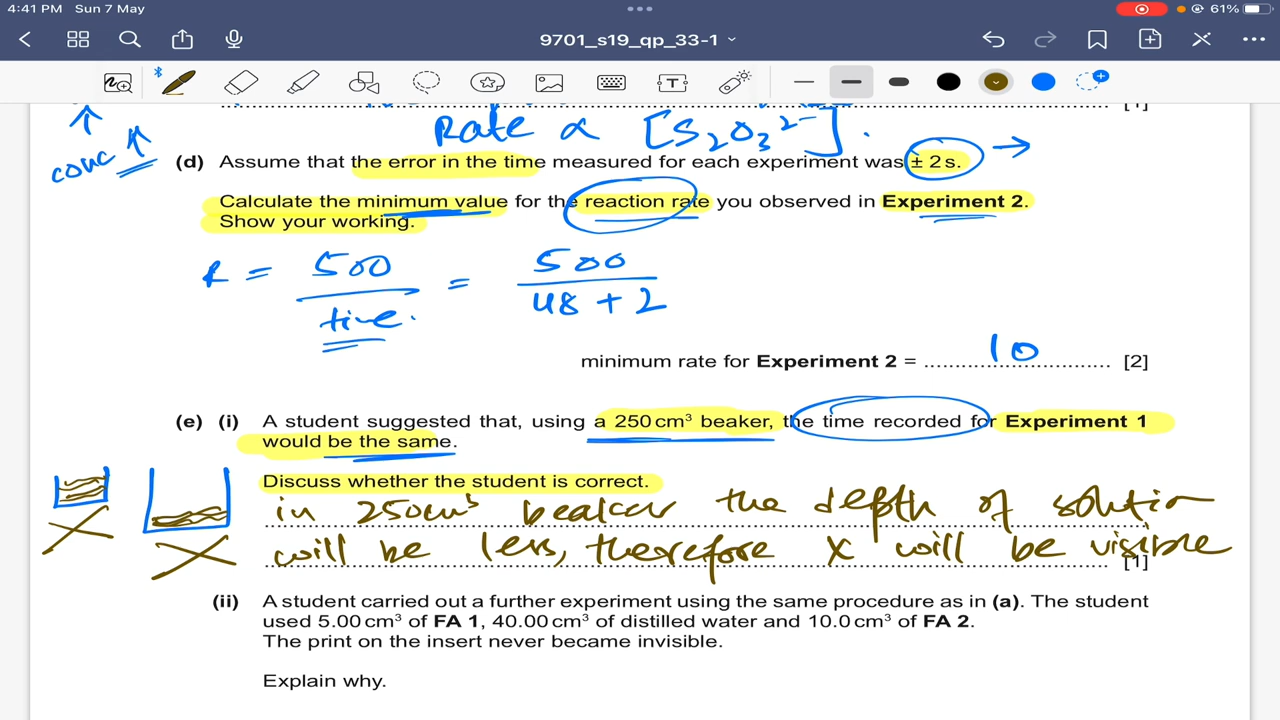 4:41 PM Sun 7 May
61%
9701_s19_qp_33-1
[1]
Rate ∝ [S₂O₃²⁻].
conc ↑
(d) Assume that the error in the time measured for each experiment was ± 2 s.
Calculate the minimum value for the reaction rate you observed in Experiment 2.
Show your working.
R = 500/time. = 500/48 + 2
minimum rate for Experiment 2 = 10 [2]
(e) (i) A student suggested that, using a 250 cm³ beaker, the time recorded for Experiment 1
would be the same.
Discuss whether the student is correct.
in 250cm³ beaker the depth of solution
will be less, therefore X will be visible
[1]
(ii) A student carried out a further experiment using the same procedure as in (a). The student
used 5.00 cm³ of FA 1, 40.00 cm³ of distilled water and 10.0 cm³ of FA 2.
The print on the insert never became invisible.
Explain why.